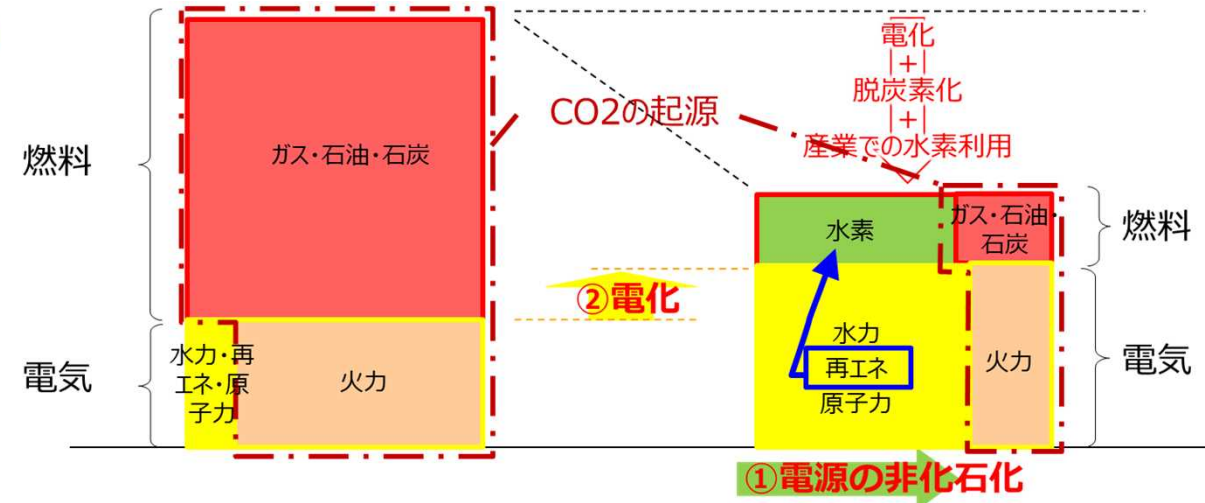 燃料
電気
ガス・石油・石炭
水力・再
エネ・原
子力
火力
CO2の起源
電化
+
脱炭素化
+
産業での水素利用
②電化
水素
ガス・石油・
石炭
水力
再エネ
原子力
火力
燃料
電気
①電源の非化石化